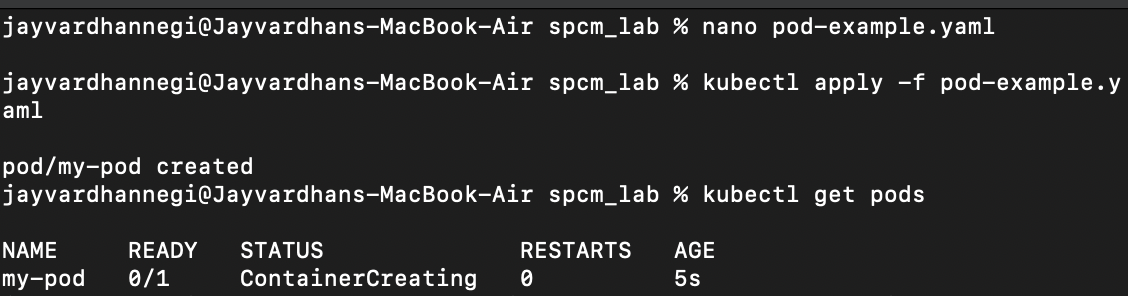 jayvardhannegi@Jayvardhans-MacBook-Air spcm_lab % nano pod-example.yaml
jayvardhannegi@Jayvardhans-MacBook-Air spcm_lab % kubectl apply -f pod-example.y
aml
pod/my-pod created
jayvardhannegi@Jayvardhans-MacBook-Air spcm_lab % kubectl get pods
NAME     READY   STATUS              RESTARTS   AGE
my-pod   0/1     ContainerCreating   0          5s